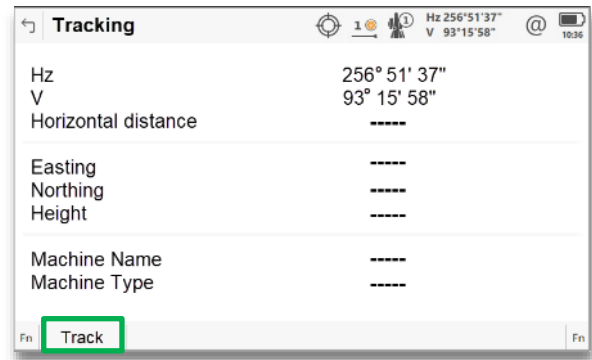 Tracking 1 1 Hz 256°51'37" @
V 93°15'58" 10:36
Hz 256° 51' 37"
V 93° 15' 58"
Horizontal distance -----
Easting -----
Northing -----
Height -----
Machine Name -----
Machine Type -----
Fn Track Fn